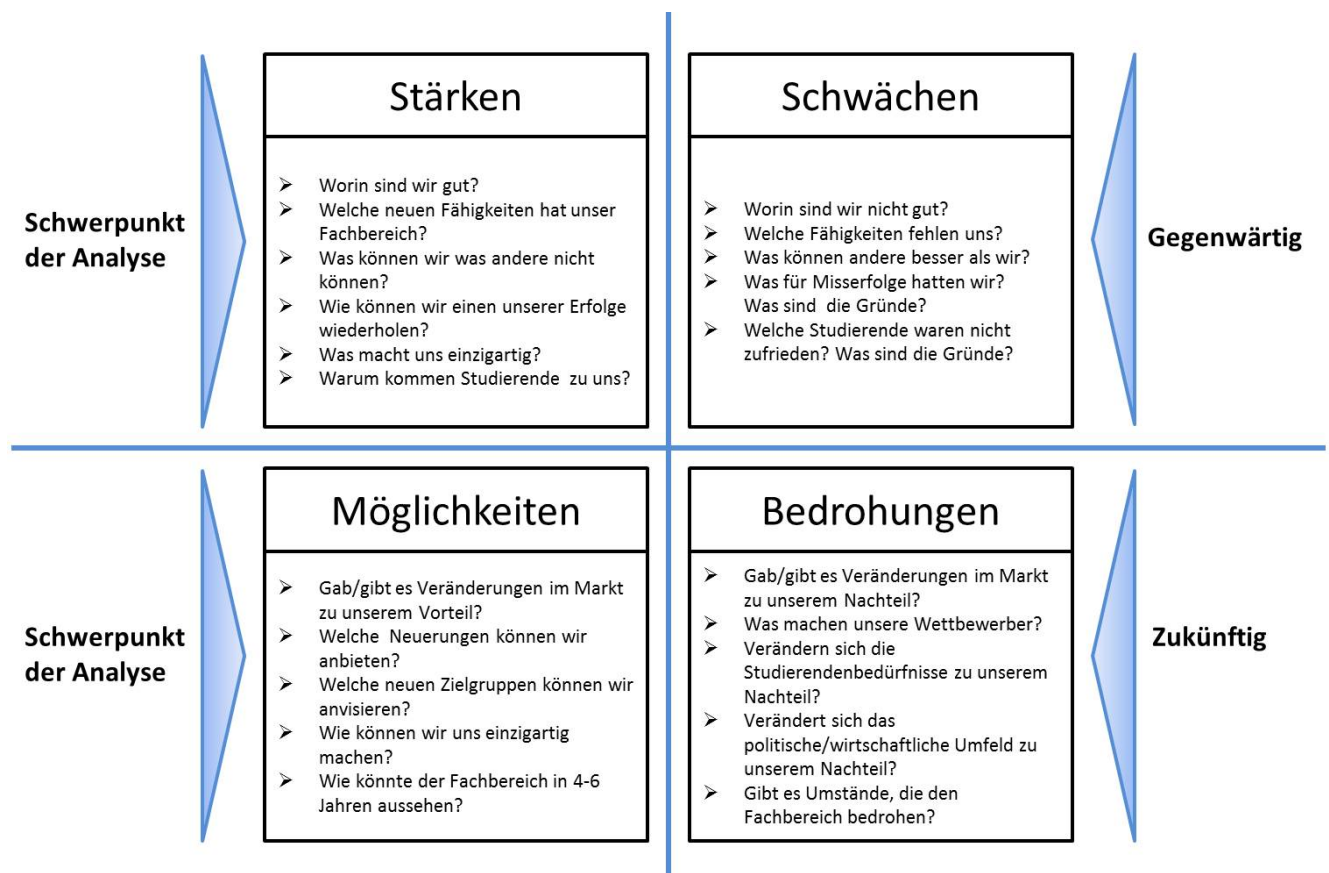 Stärken
➢ Worin sind wir gut?
➢ Welche neuen Fähigkeiten hat unser
Fachbereich?
➢ Was können wir was andere nicht
können?
➢ Wie können wir einen unserer Erfolge
wiederholen?
➢ Was macht uns einzigartig?
➢ Warum kommen Studierende zu uns?
Schwächen
➢ Worin sind wir nicht gut?
➢ Welche Fähigkeiten fehlen uns?
➢ Was können andere besser als wir?
➢ Was für Misserfolge hatten wir?
Was sind die Gründe?
➢ Welche Studierende waren nicht
zufrieden? Was sind die Gründe?
Schwerpunkt
der Analyse
Gegenwärtig
Möglichkeiten
➢ Gab/gibt es Veränderungen im Markt
zu unserem Vorteil?
➢ Welche Neuerungen können wir
anbieten?
➢ Welche neuen Zielgruppen können wir
anvisieren?
➢ Wie können wir uns einzigartig
machen?
➢ Wie könnte der Fachbereich in 4-6
Jahren aussehen?
Bedrohungen
➢ Gab/gibt es Veränderungen im Markt
zu unserem Nachteil?
➢ Was machen unsere Wettbewerber?
➢ Verändern sich die
Studierendenbedürfnisse zu unserem
Nachteil?
➢ Verändert sich das
politische/wirtschaftliche Umfeld zu
unserem Nachteil?
➢ Gibt es Umstände, die den
Fachbereich bedrohen?
Schwerpunkt
der Analyse
Zukünftig